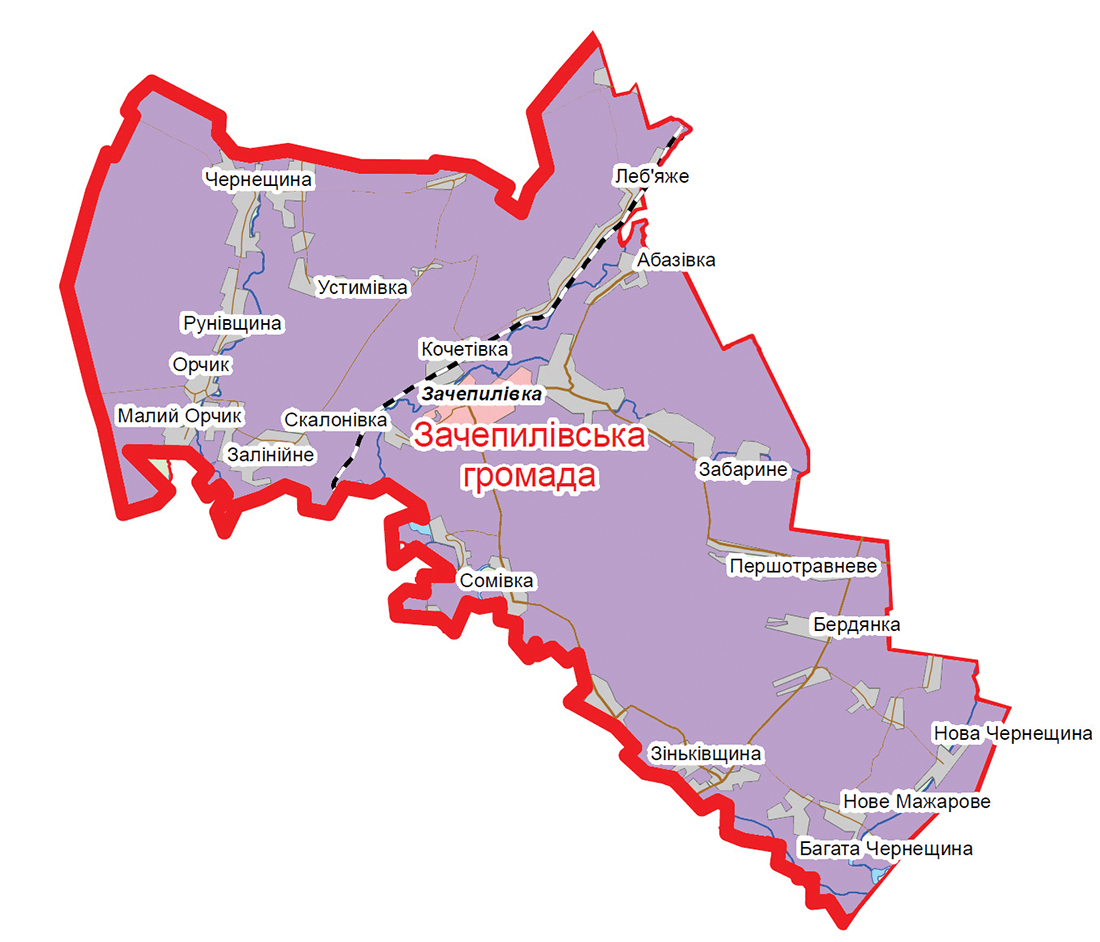 Леб'яже
Чернещина
Абазівка
Устимівка
Рунівщина
Кочетівка
Орчик
Зачепилівка
Малий Орчик
Скалонівка
Зачепилівська
громада
Залінійне
Забарине
Першотравневе
Сомівка
Бердянка
Нова Чернещина
Зіньківщина
Нове Мажарове
Багата Чернещина